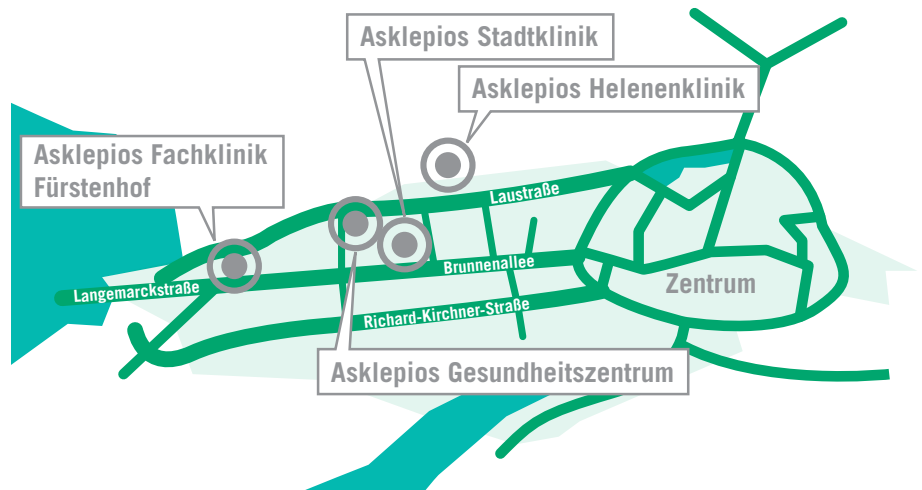 Asklepios Stadtklinik
Asklepios Helenenklinik
Asklepios Fachklinik
Fürstenhof
Laustraße
Brunnenallee
Langemarckstraße
Zentrum
Richard-Kirchner-Straße
Asklepios Gesundheitszentrum